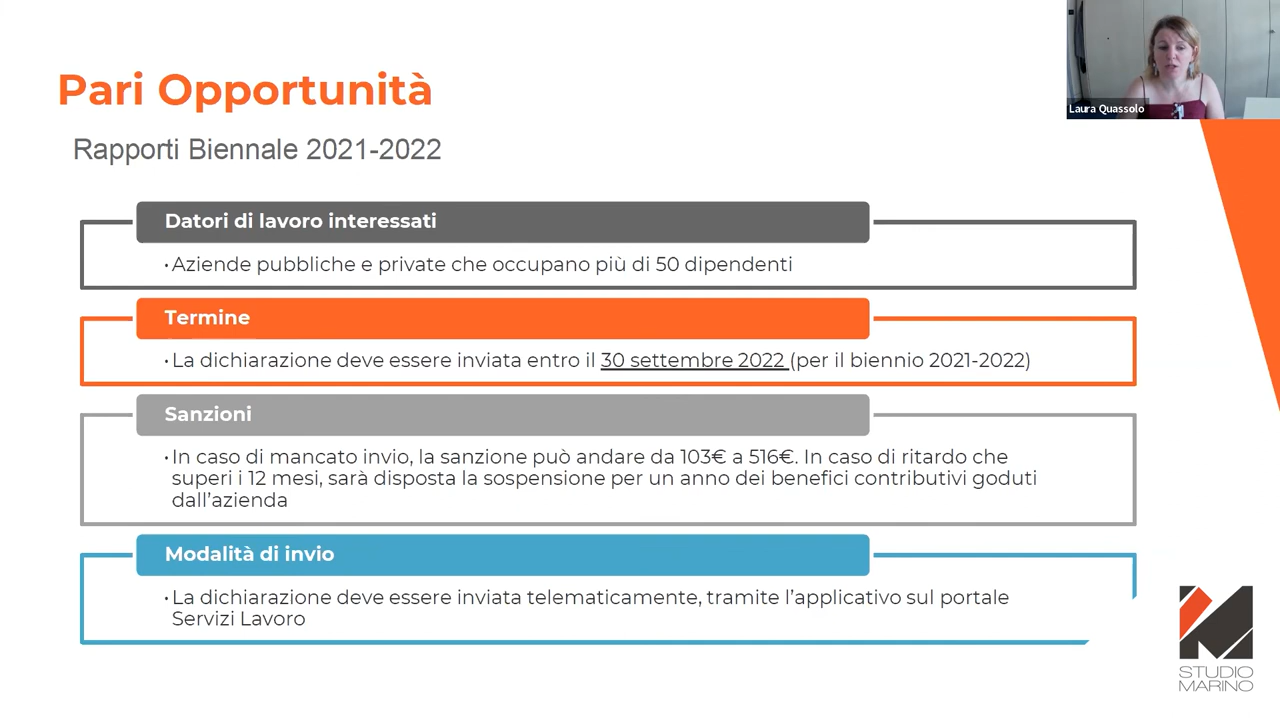 Pari Opportunità
Laura Quassolo
Rapporti Biennale 2021-2022
Datori di lavoro interessati
·Aziende pubbliche e private che occupano più di 50 dipendenti
Termine
·La dichiarazione deve essere inviata entro il 30 settembre 2022 (per il biennio 2021-2022)
Sanzioni
·In caso di mancato invio, la sanzione può andare da 103€ a 516€. In caso di ritardo che
superi i 12 mesi, sarà disposta la sospensione per un anno dei benefici contributivi goduti
dall’azienda
Modalità di invio
·La dichiarazione deve essere inviata telematicamente, tramite l’applicativo sul portale
Servizi Lavoro
STUDIO
MARINO